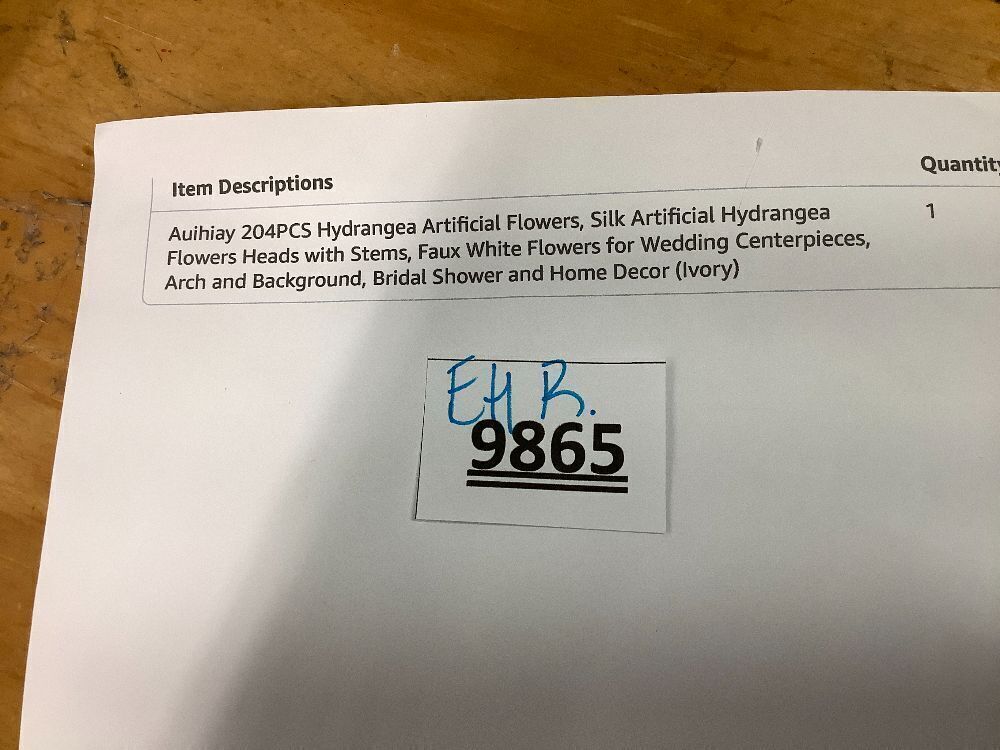 Item Descriptions
Quantity
Auihiay 204PCS Hydrangea Artificial Flowers, Silk Artificial Hydrangea
1
Flowers Heads with Stems, Faux White Flowers for Wedding Centerpieces,
Arch and Background, Bridal Shower and Home Decor (Ivory)
EH B.
9865